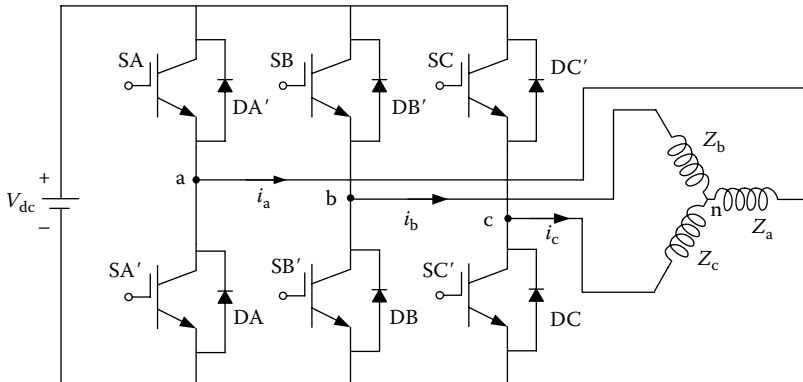 SA
SB
SC
DA′
DB′
DC′
+
V_dc
−
a
i_a
b
i_b
c
i_c
Z_b
n
Z_a
Z_c
SA′
SB′
SC′
DA
DB
DC